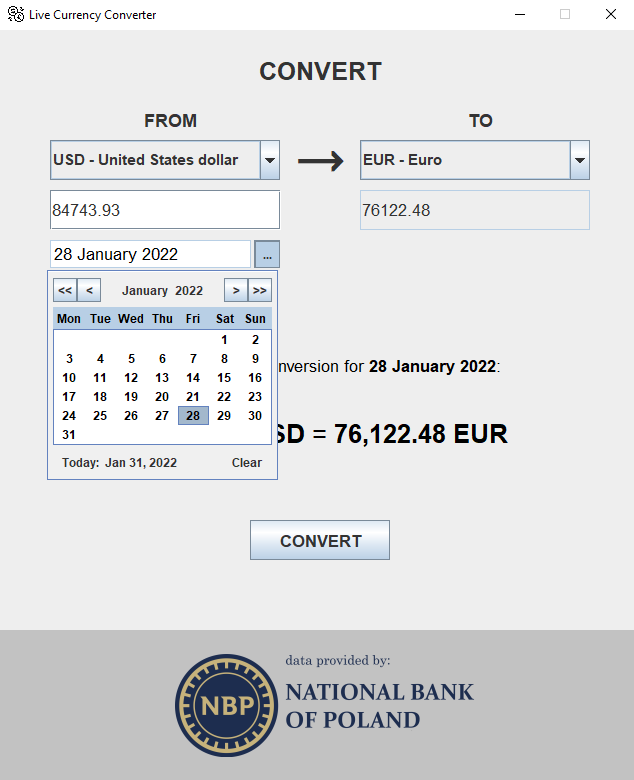 Live Currency Converter
CONVERT
FROM
TO
USD - United States dollar
EUR - Euro
84743.93
76122.48
28 January 2022
...
<< < January 2022 > >>
Mon Tue Wed Thu Fri Sat Sun
1 2
3 4 5 6 7 8 9
10 11 12 13 14 15 16
17 18 19 20 21 22 23
24 25 26 27 28 29 30
31
Today: Jan 31, 2022 Clear
nversion for 28 January 2022:
SD = 76,122.48 EUR
CONVERT
NBP
data provided by:
NATIONAL BANK
OF POLAND